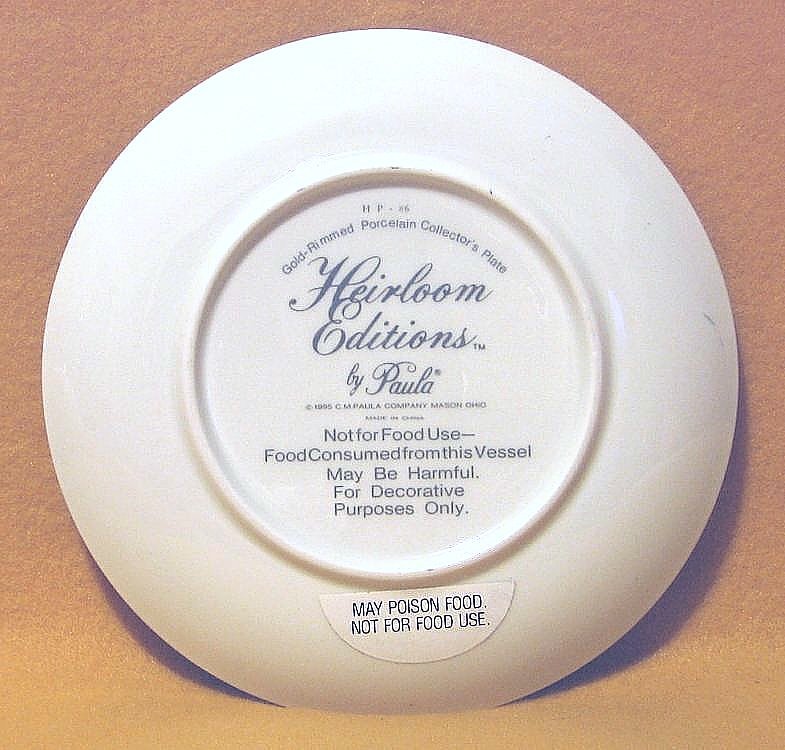 HP-86
Gold-Rimmed Porcelain Collector's Plate
Heirloom
Editions™
by Paula®
© 1995 C.M. PAULA COMPANY MASON OHIO
MADE IN CHINA
Not for Food Use—
Food Consumed from this Vessel
May Be Harmful.
For Decorative
Purposes Only.
MAY POISON FOOD.
NOT FOR FOOD USE.